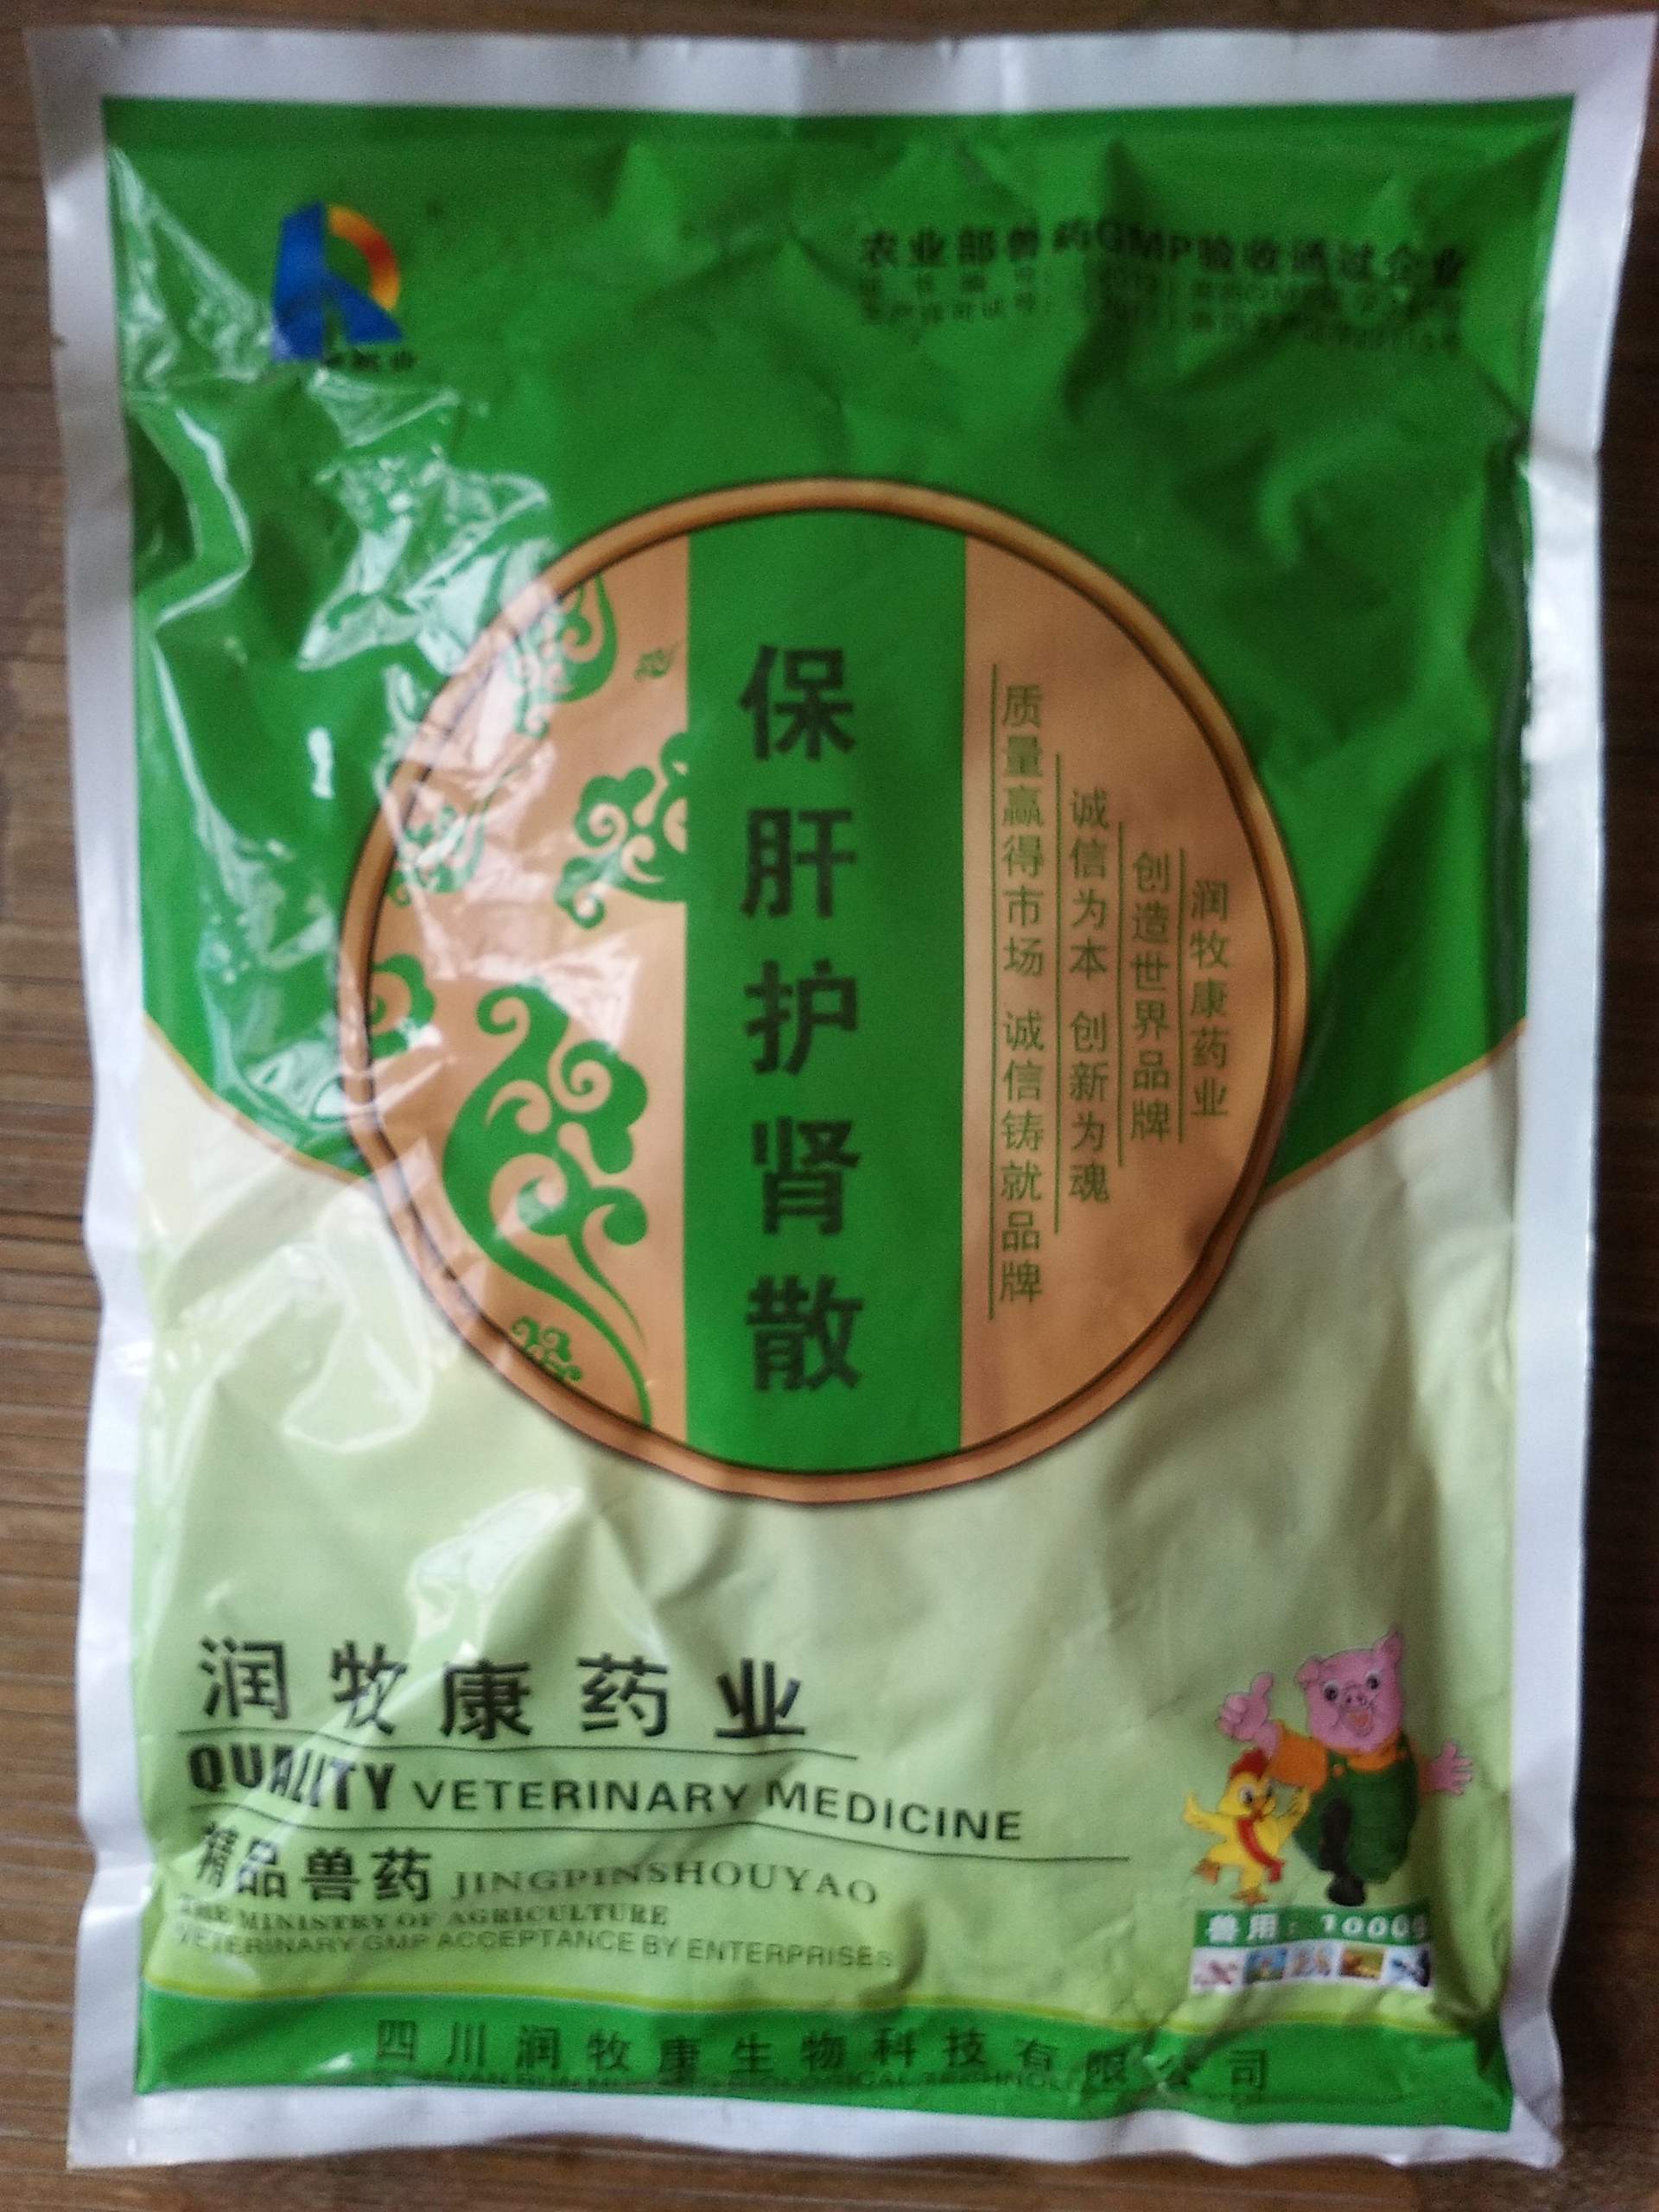 农业部兽药GMP验收通过企业
保肝护肾散
润牧康药业
创造世界品牌
诚信为本 创新为魂
质量赢得市场 诚信铸就品牌
润牧康药业
QUALITY VETERINARY MEDICINE
精品兽药 JINGPINSHOUYAO
THE MINISTRY OF AGRICULTURE
VETERINARY GMP ACCEPTANCE BY ENTERPRISES
兽用：1000g
四川润牧康生物科技有限公司